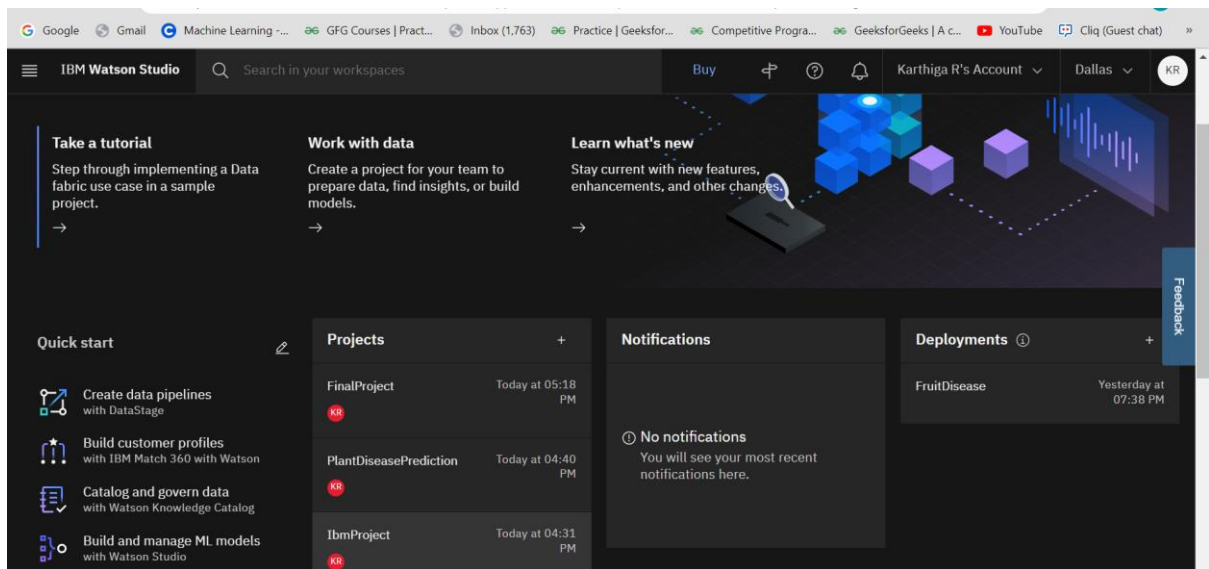 Google Gmail Machine Learning -... GFG Courses | Pract... Inbox (1,763) Practice | Geeksfor... Competitive Progra... GeeksforGeeks | A c... YouTube Cliq (Guest chat) »
IBM Watson Studio Search in your workspaces Buy Karthiga R's Account Dallas KR
Take a tutorial
Step through implementing a Data
fabric use case in a sample
project.
Work with data
Create a project for your team to
prepare data, find insights, or build
models.
Learn what's new
Stay current with new features,
enhancements, and other changes.
Feedback
Quick start
Create data pipelines
with DataStage
Build customer profiles
with IBM Match 360 with Watson
Catalog and govern data
with Watson Knowledge Catalog
Build and manage ML models
with Watson Studio
Projects +
FinalProject Today at 05:18
PM
KR
PlantDiseasePrediction Today at 04:40
PM
KR
IbmProject Today at 04:31
PM
KR
Notifications
No notifications
You will see your most recent
notifications here.
Deployments +
FruitDisease Yesterday at
07:38 PM